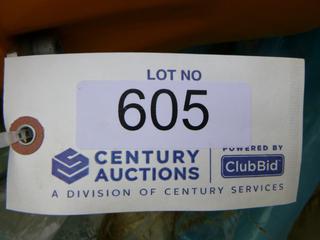 LOT NO
605
CENTURY AUCTIONS
POWERED BY
ClubBid
A DIVISION OF CENTURY SERVICES